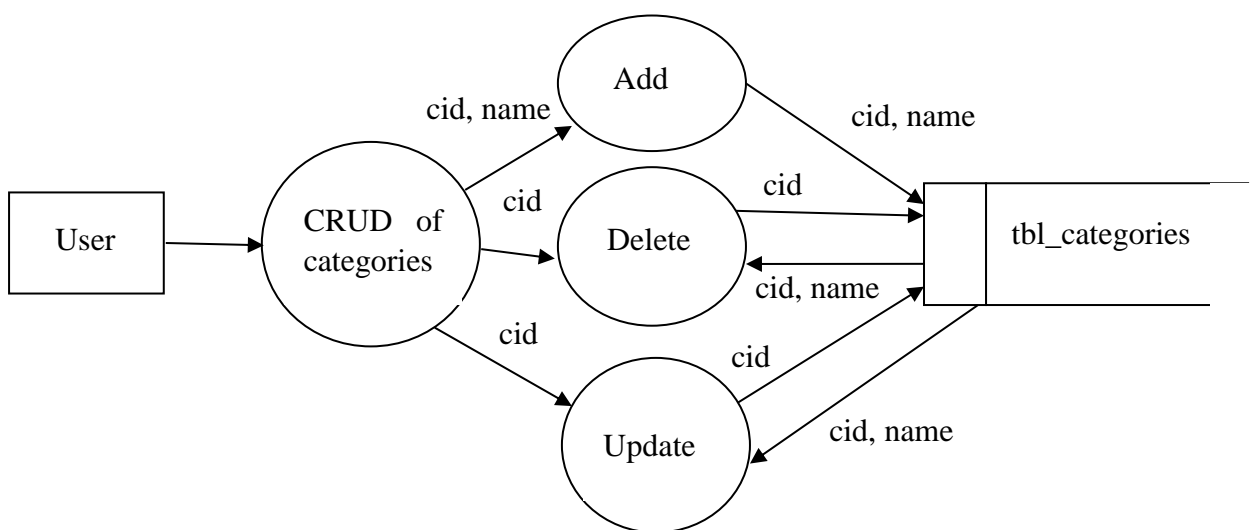 Add
cid, name
cid, name
cid
cid
User
CRUD of
categories
Delete
tbl_categories
cid, name
cid
cid
Update
cid, name